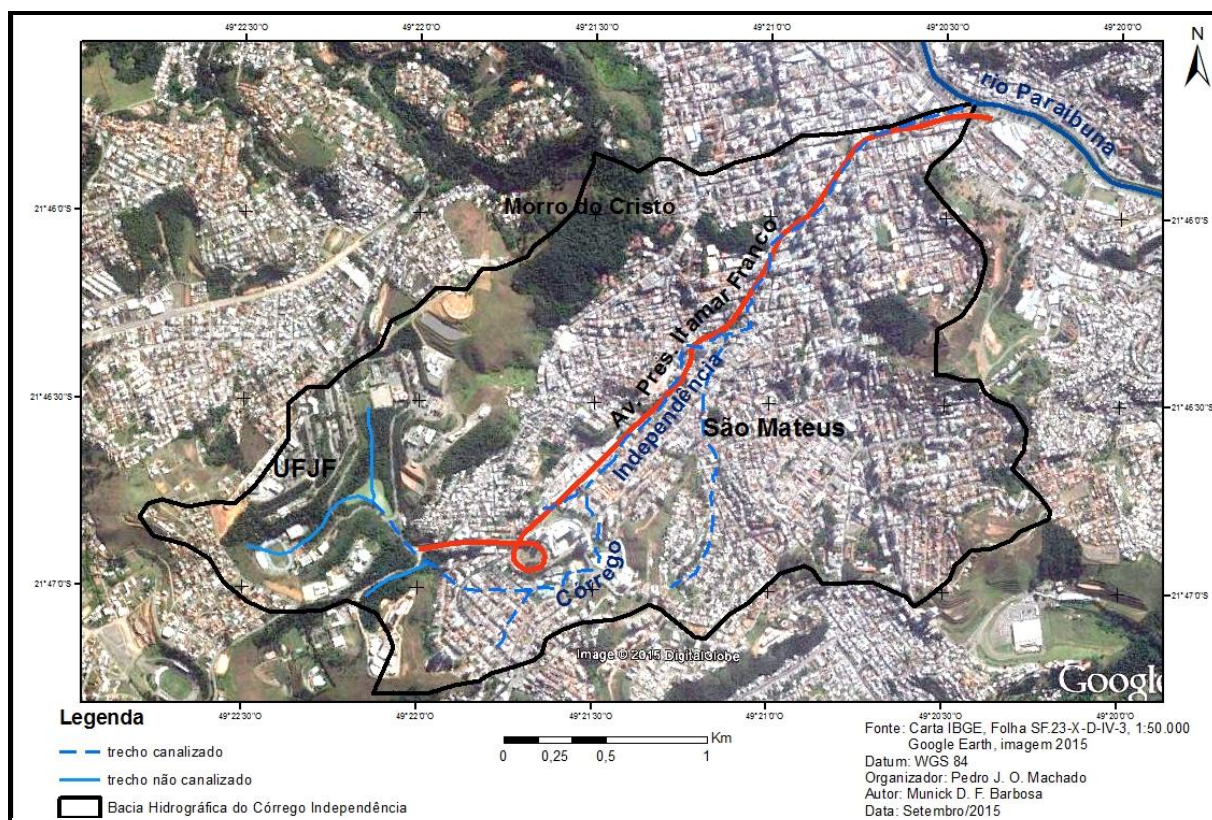 49°22'30"O
49°22'0"O
49°21'30"O
49°21'0"O
49°20'30"O
49°20'0"O
N
rio Paraibuna
21°46'0"S
21°46'0"S
Morro do Cristo
Av. Pres. Itamar Franco
Independência
21°46'30"S
21°46'30"S
São Mateus
UFJF
21°47'0"S
21°47'0"S
Córrego
Image © 2015 DigitalGlobe
Google
49°22'30"O
49°22'0"O
49°21'30"O
49°21'0"O
49°20'30"O
49°20'0"O
Legenda
trecho canalizado
trecho não canalizado
Bacia Hidrográfica do Córrego Independência
Km
0 0,25 0,5 1
Fonte: Carta IBGE, Folha SF.23-X-D-IV-3, 1:50.000
Google Earth, imagem 2015
Datum: WGS 84
Organizador: Pedro J. O. Machado
Autor: Munick D. F. Barbosa
Data: Setembro/2015